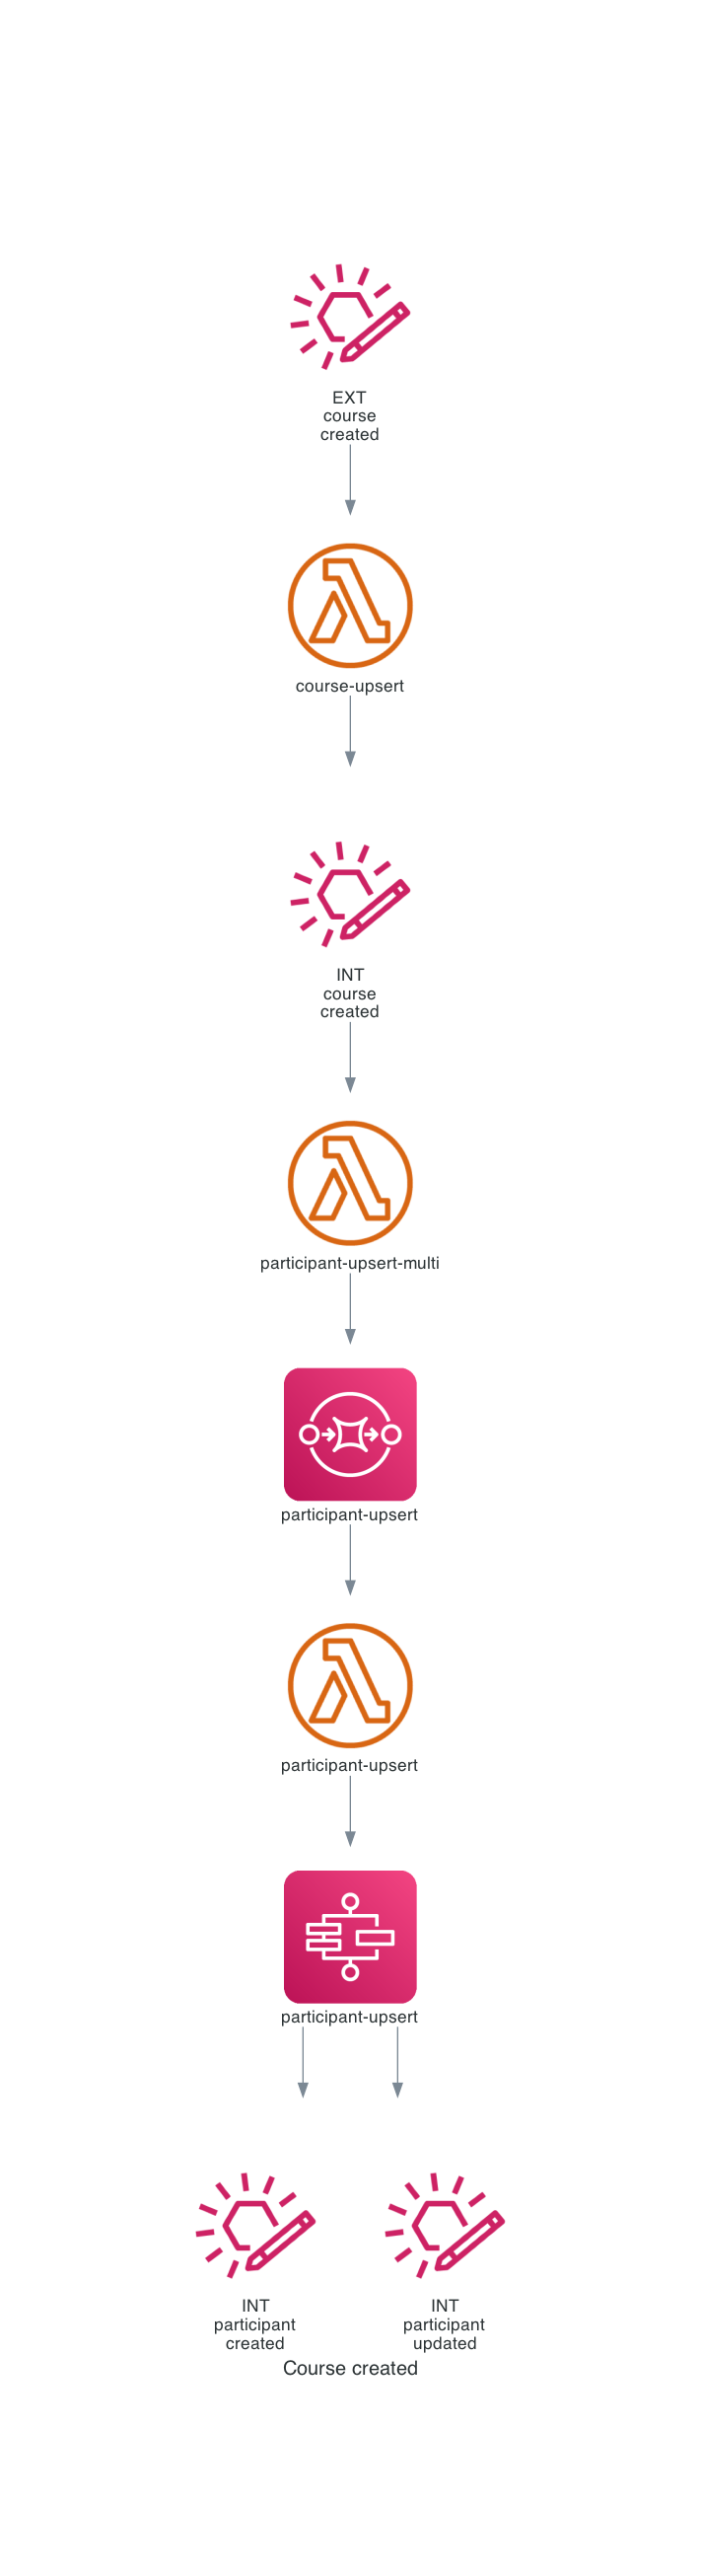 EXT
course
created
course-upsert
INT
course
created
participant-upsert-multi
participant-upsert
participant-upsert
participant-upsert
INT
participant
created
INT
participant
updated
Course created